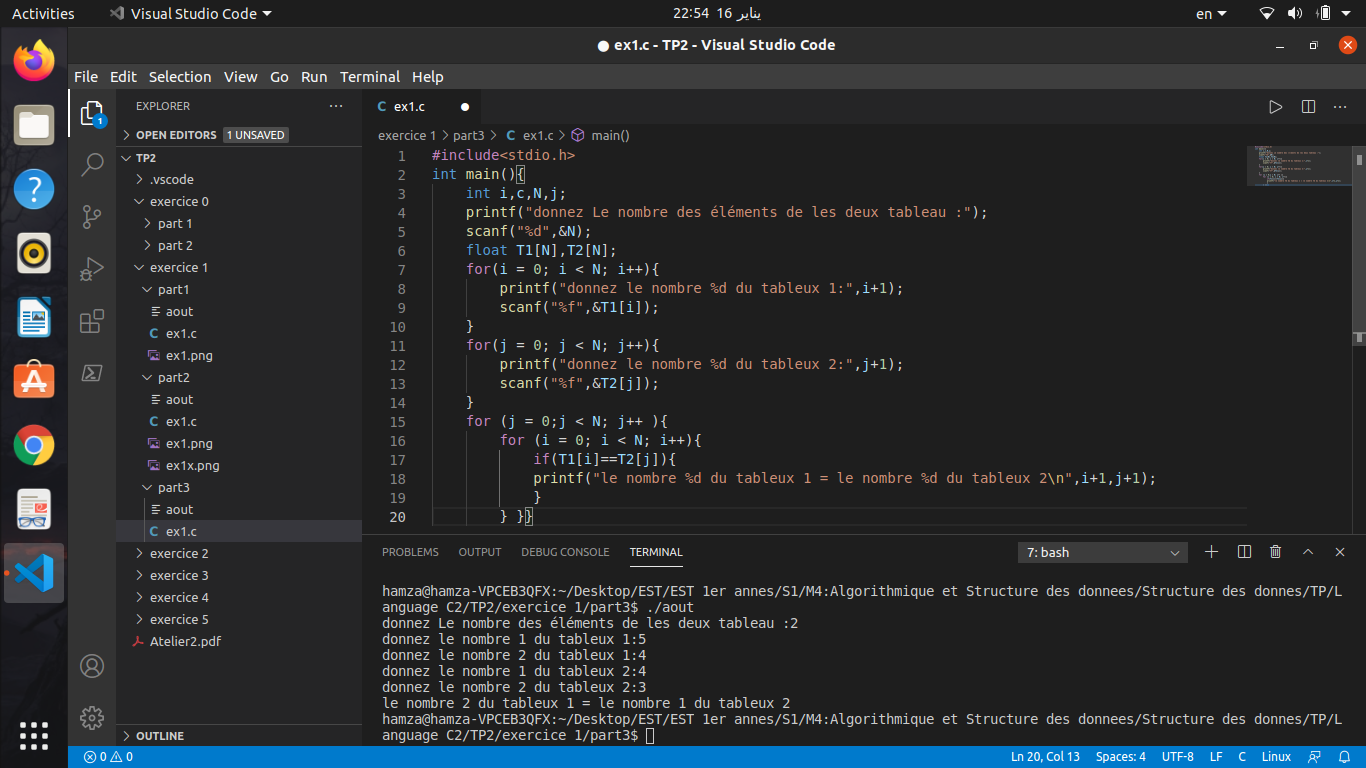 Activities Visual Studio Code 22:54 16 يناير en
ex1.c - TP2 - Visual Studio Code
File Edit Selection View Go Run Terminal Help
EXPLORER ···
OPEN EDITORS 1 UNSAVED
TP2
.vscode
exercice 0
part 1
part 2
exercice 1
part1
aout
C ex1.c
ex1.png
part2
aout
C ex1.c
ex1.png
ex1x.png
part3
aout
C ex1.c
exercice 2
exercice 3
exercice 4
exercice 5
Atelier2.pdf
OUTLINE
1
C ex1.c
exercice 1 > part3 > C ex1.c > main()
1 #include<stdio.h>
2 int main(){
3     int i,c,N,j;
4     printf("donnez Le nombre des éléments de les deux tableau :");
5     scanf("%d",&N);
6     float T1[N],T2[N];
7     for(i = 0; i < N; i++){
8         printf("donnez le nombre %d du tableux 1:",i+1);
9         scanf("%f",&T1[i]);
10     }
11     for(j = 0; j < N; j++){
12         printf("donnez le nombre %d du tableux 2:",j+1);
13         scanf("%f",&T2[j]);
14     }
15     for (j = 0;j < N; j++ ){
16         for (i = 0; i < N; i++){
17             if(T1[i]==T2[j]){
18             printf("le nombre %d du tableux 1 = le nombre %d du tableux 2\n",i+1,j+1);
19             }
20         } }}
PROBLEMS OUTPUT DEBUG CONSOLE TERMINAL 7: bash
hamza@hamza-VPCEB3QFX:~/Desktop/EST/EST 1er annes/S1/M4:Algorithmique et Structure des donnees/Structure des donnes/TP/L
anguage C2/TP2/exercice 1/part3$ ./aout
donnez Le nombre des éléments de les deux tableau :2
donnez le nombre 1 du tableux 1:5
donnez le nombre 2 du tableux 1:4
donnez le nombre 1 du tableux 2:4
donnez le nombre 2 du tableux 2:3
le nombre 2 du tableux 1 = le nombre 1 du tableux 2
hamza@hamza-VPCEB3QFX:~/Desktop/EST/EST 1er annes/S1/M4:Algorithmique et Structure des donnees/Structure des donnes/TP/L
anguage C2/TP2/exercice 1/part3$
0 0 Ln 20, Col 13 Spaces: 4 UTF-8 LF C Linux